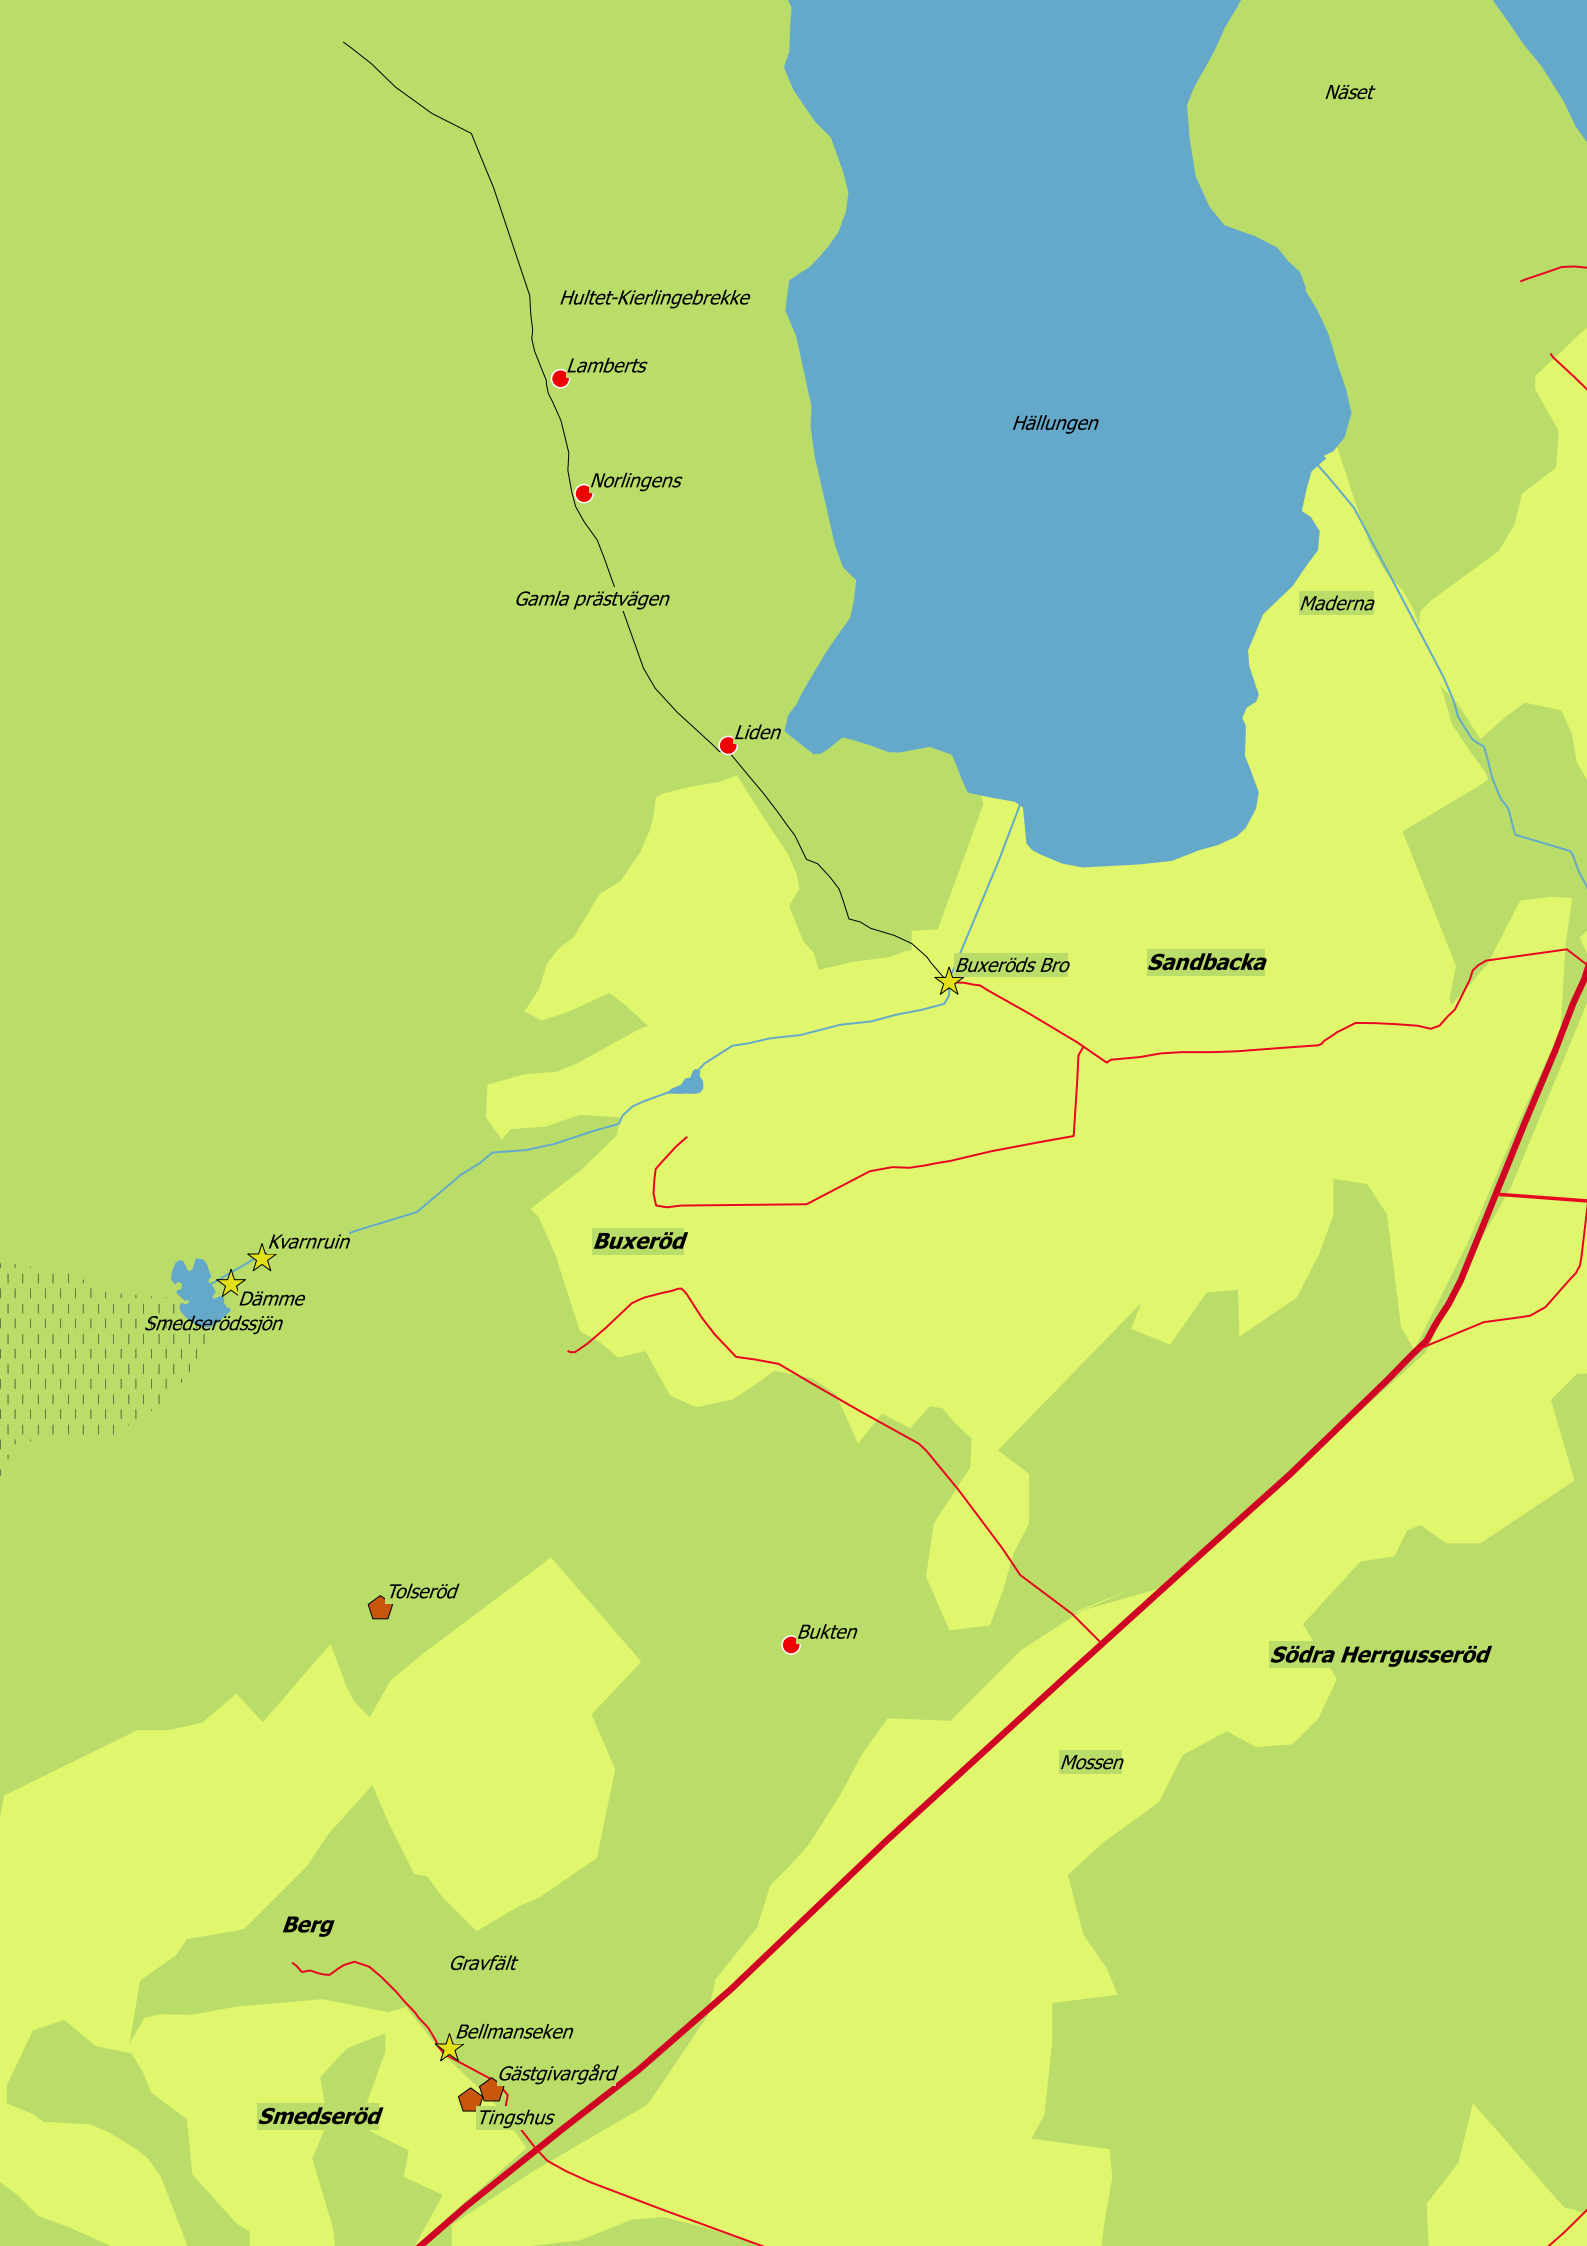 Näset
Hultet-Kierlingebrekke
Lamberts
Hällungen
Norlingens
Gamla prästvägen
Maderna
Liden
Buxeröds Bro
Sandbacka
Kvarnruin
Buxeröd
Dämme
Smedserödssjön
Tolseröd
Bukten
Södra Herrgusseröd
Mossen
Berg
Gravfält
Bellmanseken
Gästgivargård
Smedseröd
Tingshus